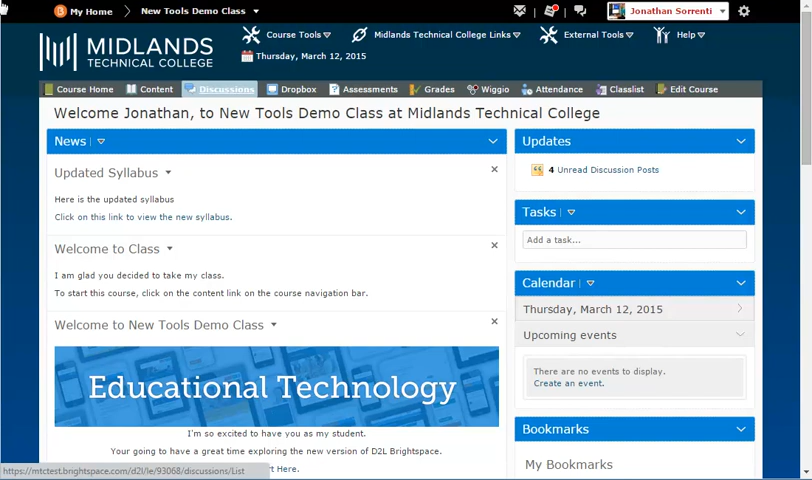 My Home
New Tools Demo Class
Jonathan Sorrenti
MIDLANDS
TECHNICAL COLLEGE
Course Tools
Midlands Technical College Links
External Tools
Help
Thursday, March 12, 2015
Course Home
Content
Discussions
Dropbox
Assessments
Grades
Wiggio
Attendance
Classlist
Edit Course
Welcome Jonathan, to New Tools Demo Class at Midlands Technical College
News
Updated Syllabus
Here is the updated syllabus
Click on this link to view the new syllabus.
Welcome to Class
I am glad you decided to take my class.
To start this course, click on the content link on the course navigation bar.
Welcome to New Tools Demo Class
Educational Technology
I'm so excited to have you as my student.
Your going to have a great time exploring the new version of D2L Brightspace.
t Here.
Updates
4 Unread Discussion Posts
Tasks
Add a task...
Calendar
Thursday, March 12, 2015
Upcoming events
There are no events to display.
Create an event.
Bookmarks
My Bookmarks
https://mtctest.brightspace.com/d2l/le/93068/discussions/List